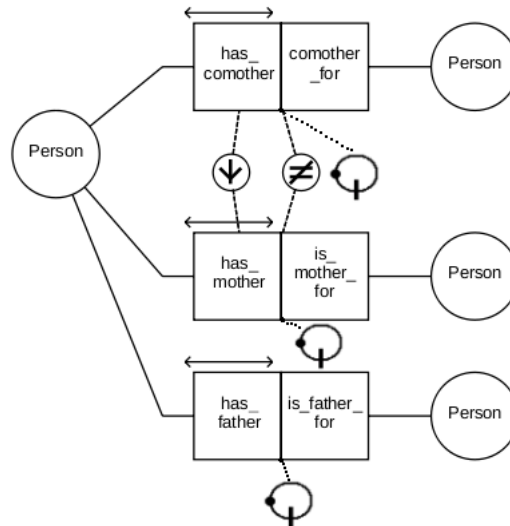 has_
comother
comother
_for
Person
Person
has_
mother
is_
mother_
for
Person
has_
father
is_father_
for
Person